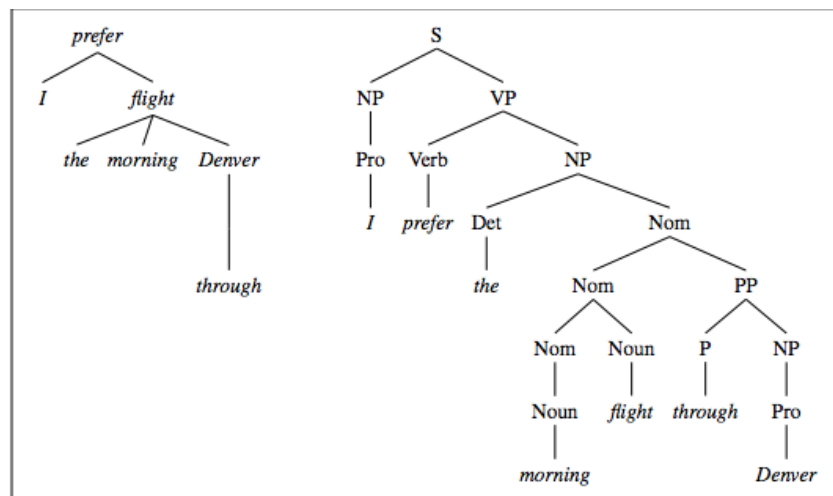 prefer S
I flight NP VP
the morning Denver Pro Verb NP
I prefer Det Nom
through the Nom PP
Nom Noun P NP
Noun flight through Pro
morning Denver